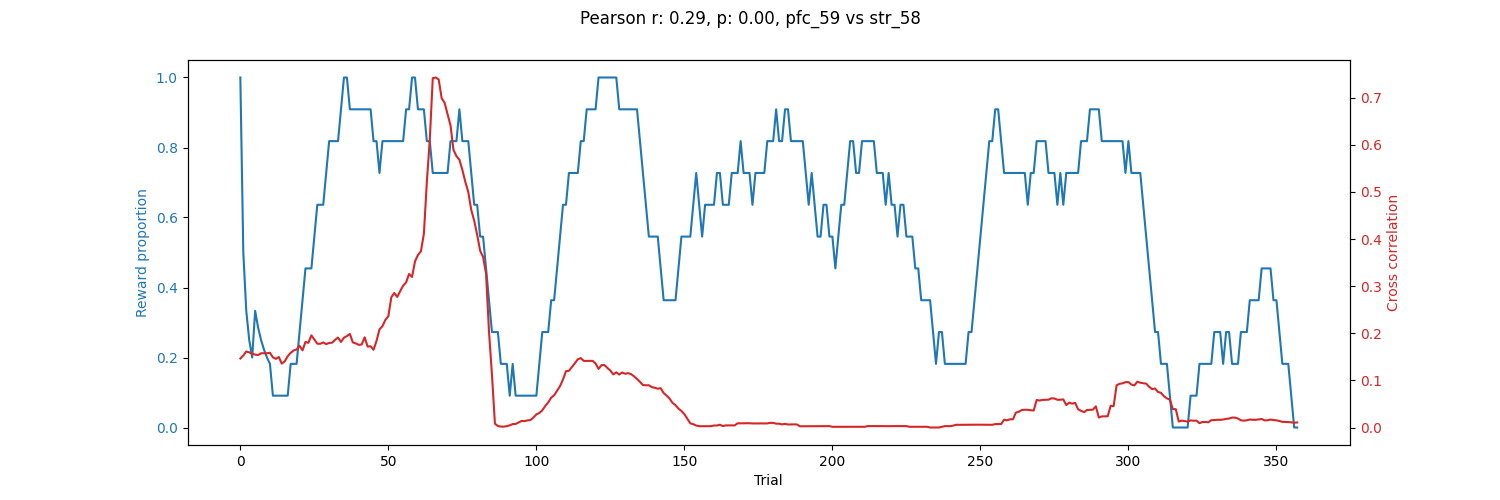 Pearson r: 0.29, p: 0.00, pfc_59 vs str_58
Reward proportion
1.0
0.8
0.6
0.4
0.2
0.0
0.7
0.6
0.5
0.4
0.3
0.2
0.1
0.0
Cross correlation
0 50 100 150 200 250 300 350
Trial